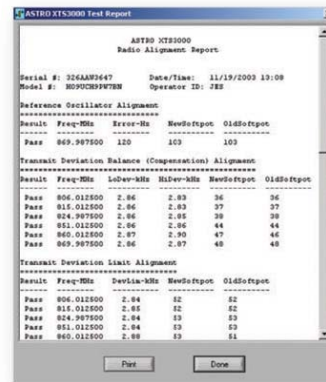 ASTRO XTS3000 Test Report
ASTRO XTS3000
Radio Alignment Report
Serial #: 326AAW3647 Date/Time: 11/19/2003 13:08
Model #: H09UCH9PW7BN Operator ID: JES
Reference Oscillator Alignment
Result Freq-MHz Error-Hz NewSoftpot OldSoftpot
Pass 869.987500 120 103 103
Transmit Deviation Balance (Compensation) Alignment
Result Freq-MHz LoDev-kHz HiDev-kHz NewSoftpot OldSoftpot
Pass 806.012500 2.86 2.83 36 36
Pass 815.012500 2.86 2.83 37 37
Pass 824.987500 2.86 2.85 38 38
Pass 851.012500 2.86 2.86 44 44
Pass 860.012500 2.87 2.90 47 46
Pass 869.987500 2.86 2.87 48 48
Transmit Deviation Limit Alignment
Result Freq-MHz DevLim-kHz NewSoftpot OldSoftpot
Pass 806.012500 2.84 52 52
Pass 815.012500 2.85 52 52
Pass 824.987500 2.84 53 53
Pass 851.012500 2.84 53 53
Pass 860.012500 2.88 53 51
Print Done